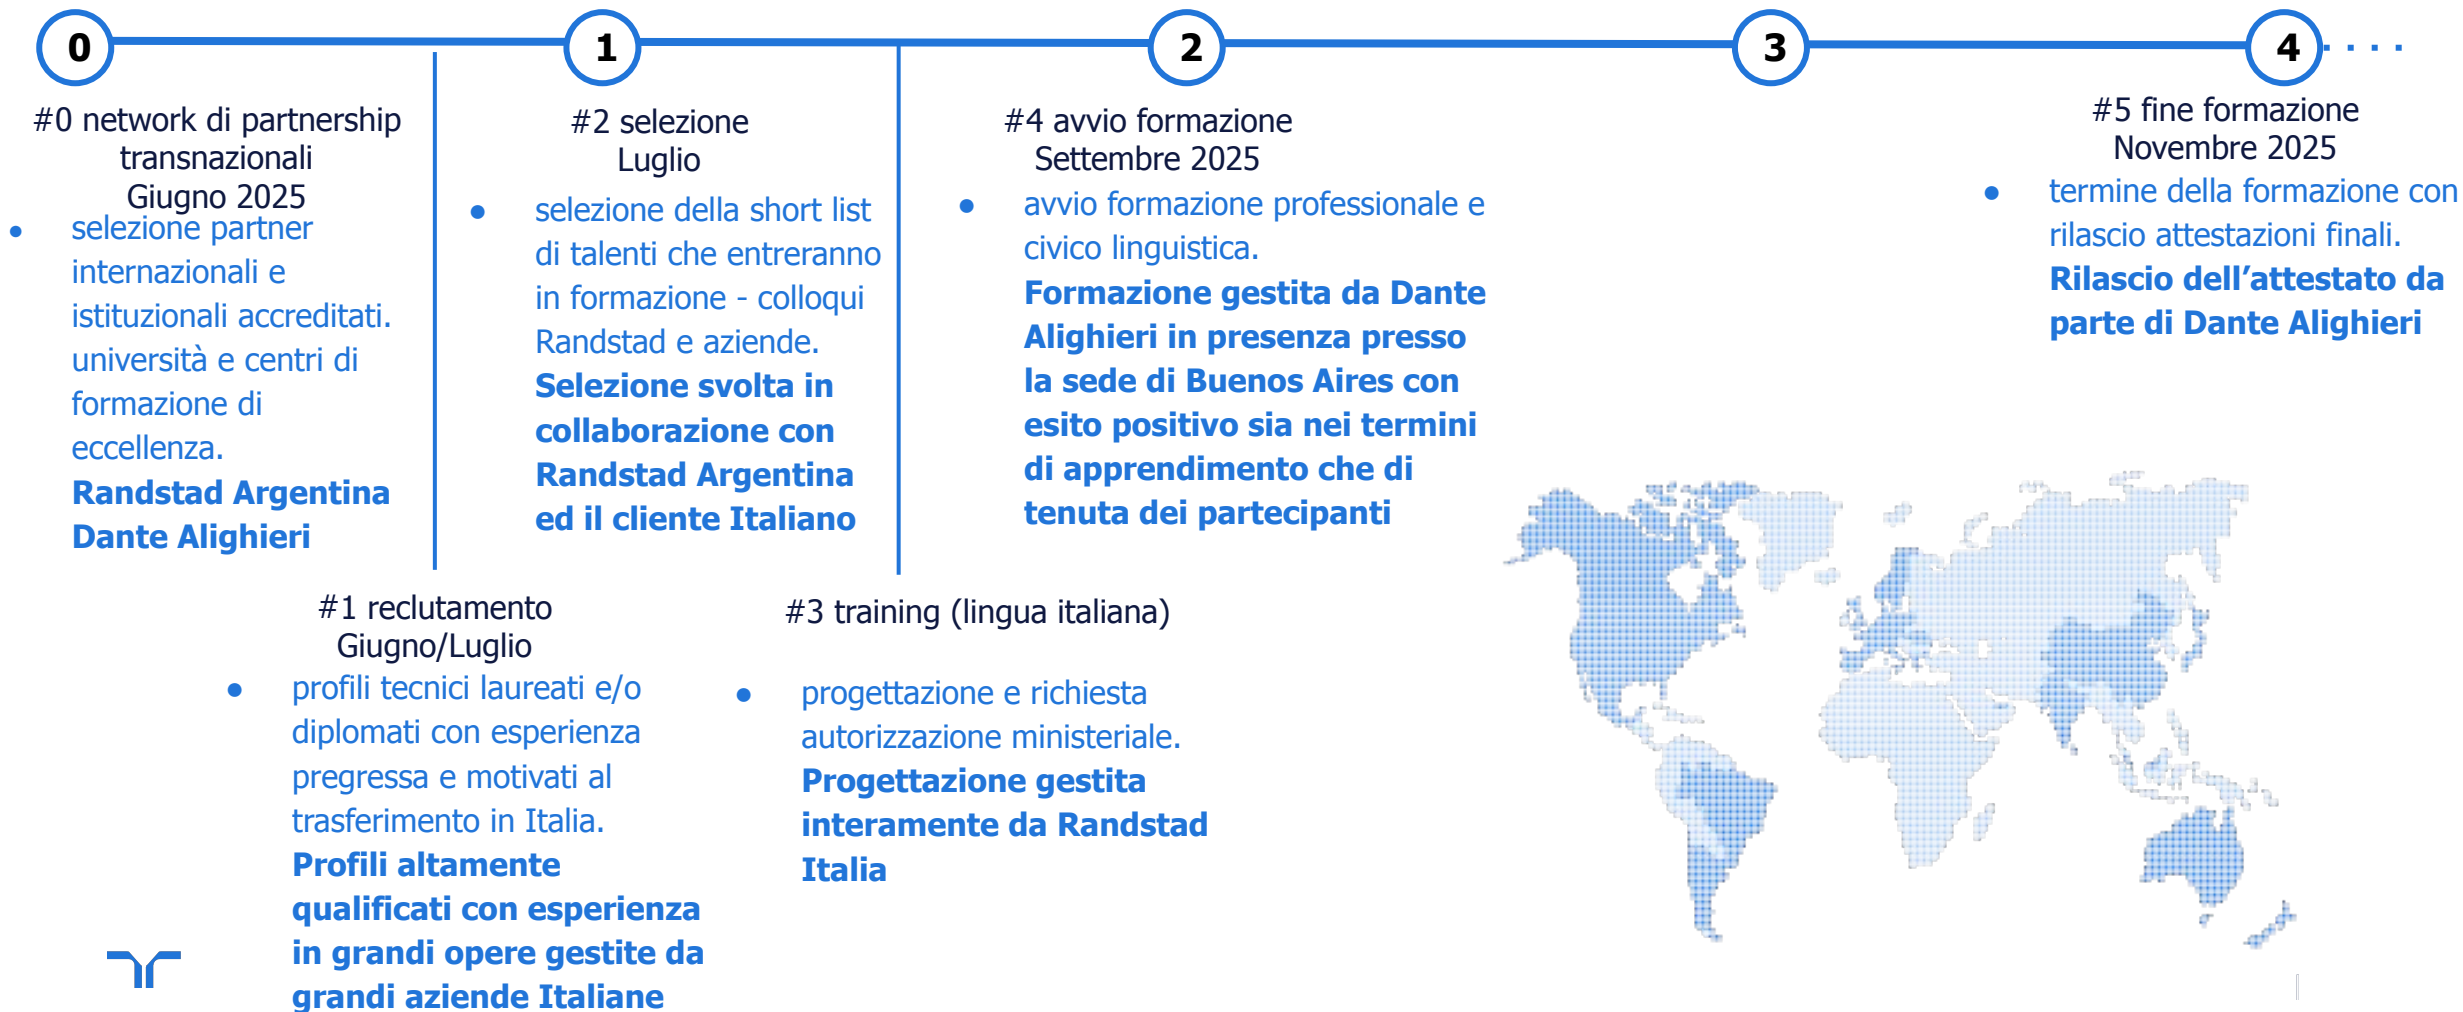 0
1
2
3
4
#0 network di partnership
transnazionali
Giugno 2025
● selezione partner
internazionali e
istituzionali accreditati.
università e centri di
formazione di
eccellenza.
Randstad Argentina
Dante Alighieri
#1 reclutamento
Giugno/Luglio
● profili tecnici laureati e/o
diplomati con esperienza
pregressa e motivati al
trasferimento in Italia.
Profili altamente
qualificati con esperienza
in grandi opere gestite da
grandi aziende Italiane
#2 selezione
Luglio
● selezione della short list
di talenti che entreranno
in formazione - colloqui
Randstad e aziende.
Selezione svolta in
collaborazione con
Randstad Argentina
ed il cliente Italiano
#3 training (lingua italiana)
● progettazione e richiesta
autorizzazione ministeriale.
Progettazione gestita
interamente da Randstad
Italia
#4 avvio formazione
Settembre 2025
● avvio formazione professionale e
civico linguistica.
Formazione gestita da Dante
Alighieri in presenza presso
la sede di Buenos Aires con
esito positivo sia nei termini
di apprendimento che di
tenuta dei partecipanti
#5 fine formazione
Novembre 2025
● termine della formazione con
rilascio attestazioni finali.
Rilascio dell’attestato da
parte di Dante Alighieri